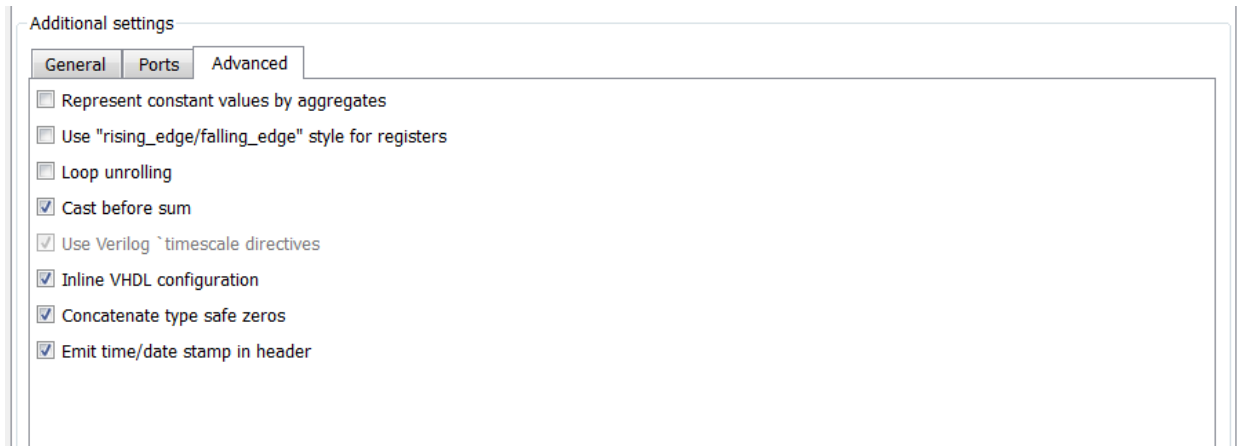 Additional settings
General Ports Advanced
Represent constant values by aggregates
Use "rising_edge/falling_edge" style for registers
Loop unrolling
Cast before sum
Use Verilog `timescale directives
Inline VHDL configuration
Concatenate type safe zeros
Emit time/date stamp in header